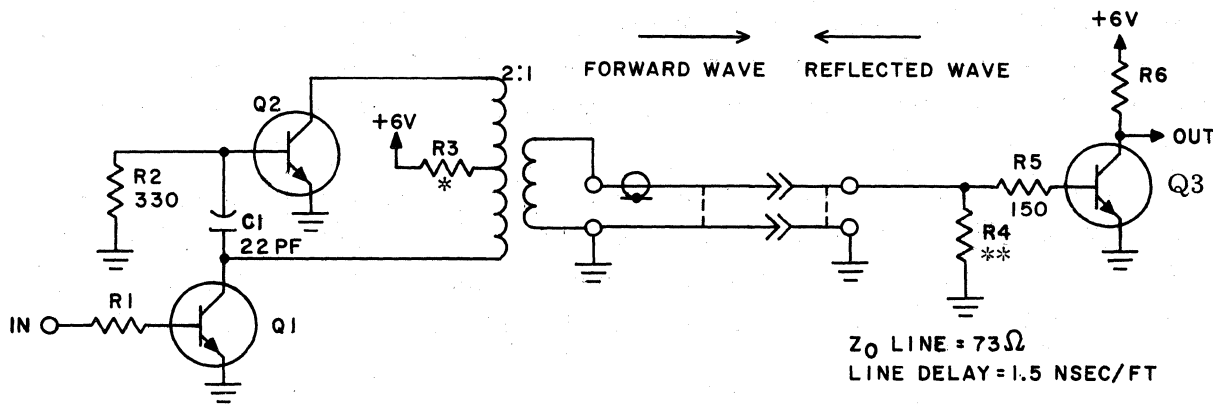 +6V
FORWARD WAVE
REFLECTED WAVE
R6
2:1
Q2
+6V
R3
*
OUT
R2
330
R5
150
Q3
C1
22 PF
R4
**
R1
IN
Q1
Z0 LINE = 73Ω
LINE DELAY = 1.5 NSEC/FT